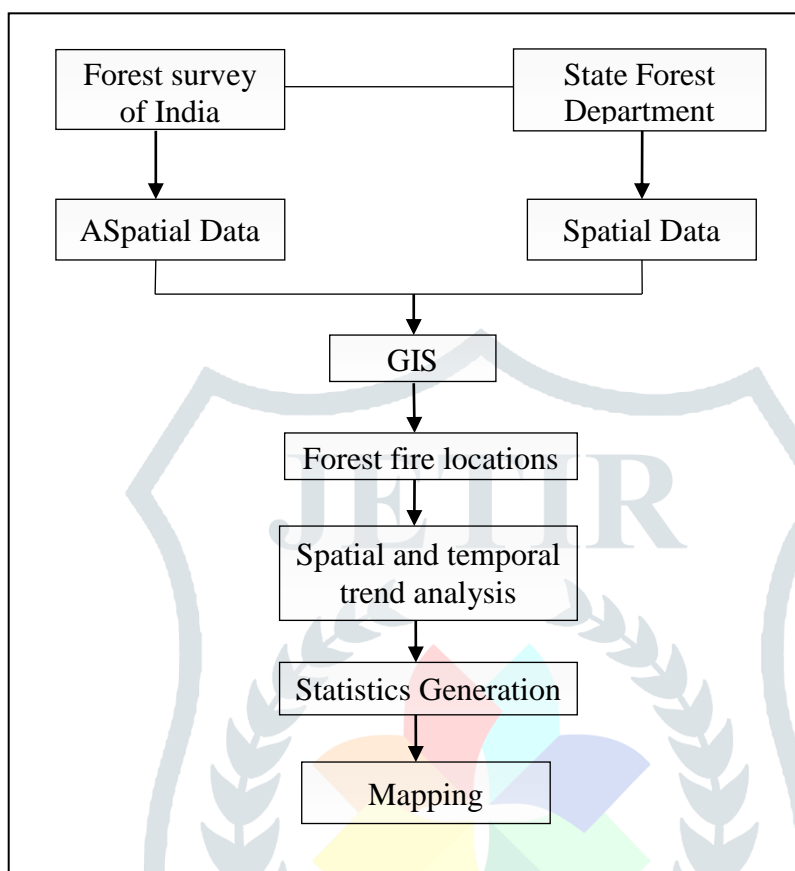 Forest survey
of India
State Forest
Department
ASpatial Data
Spatial Data
GIS
Forest fire locations
JETIR
Spatial and temporal
trend analysis
Statistics Generation
Mapping